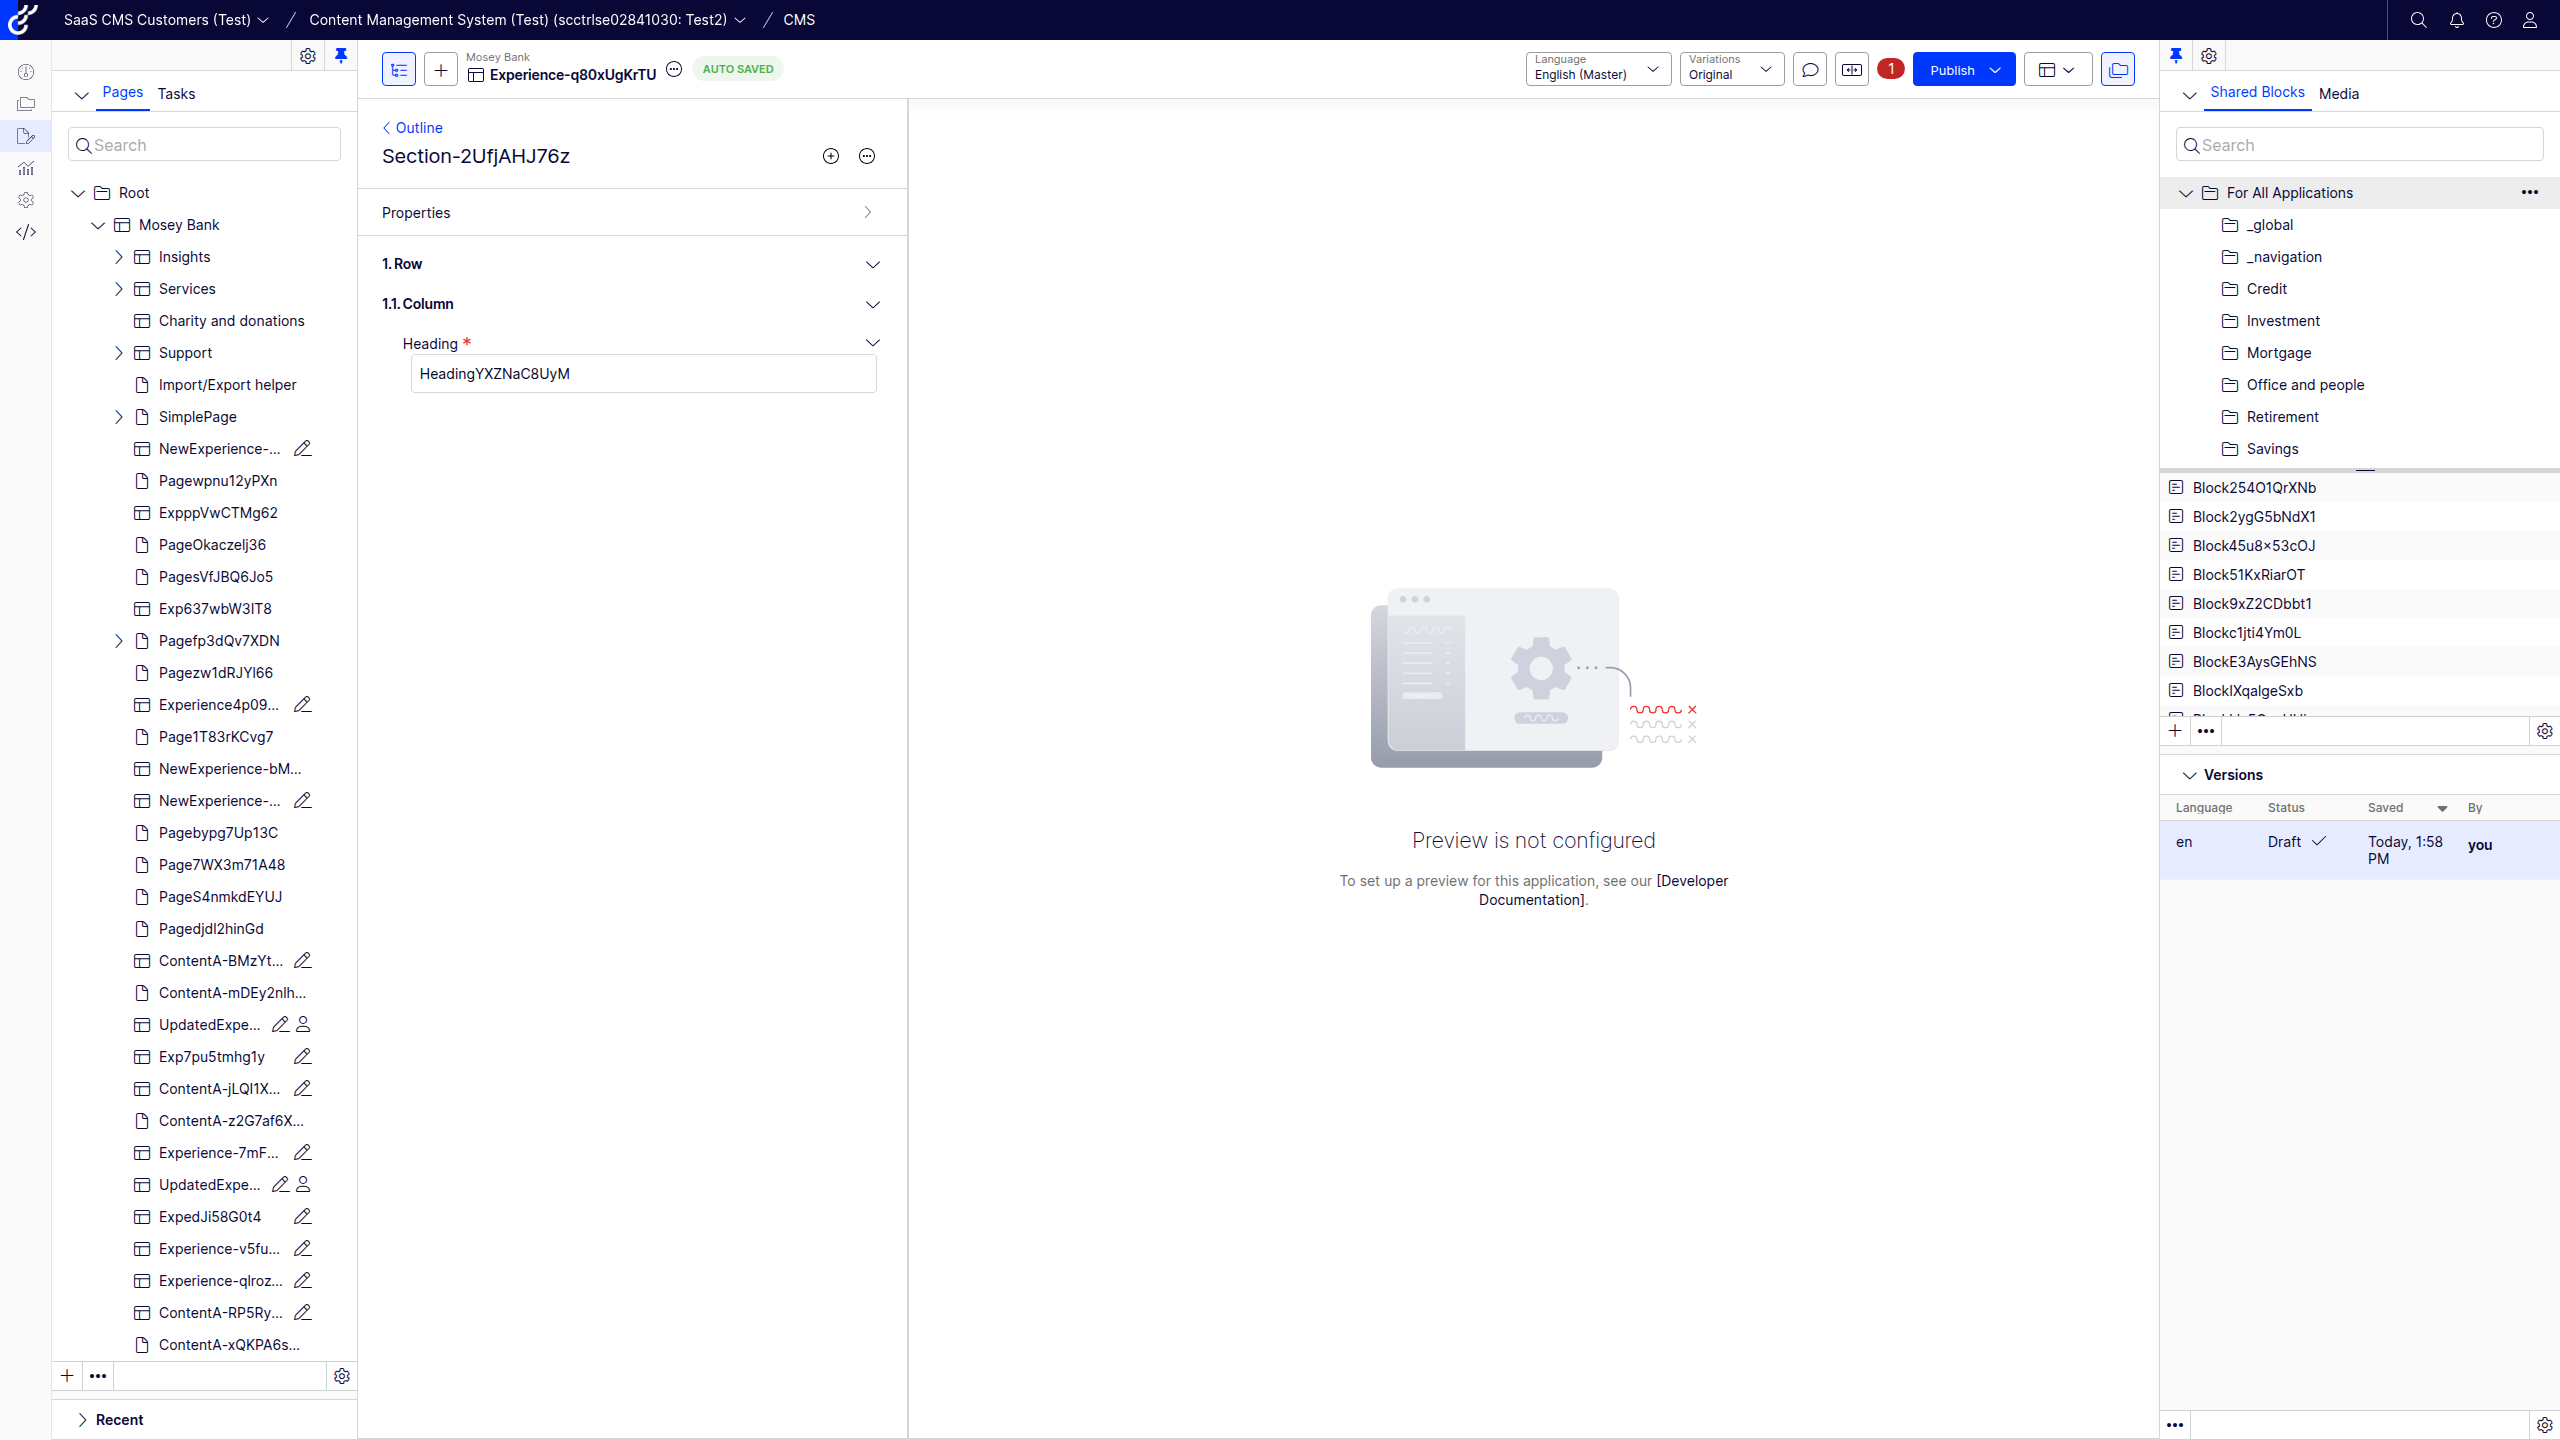 SaaS CMS Customers (Test)
Content Management System (Test) (scctrlse02841030: Test2)
CMS
Pages
Tasks
Search
Root
Mosey Bank
Insights
Services
Charity and donations
Support
Import/Export helper
SimplePage
NewExperience-...
Pagewpnu12yPXn
ExpppVwCTMg62
PageOkaczelj36
PagesVfJBQ6Jo5
Exp637wbW3IT8
Pagefp3dQv7XDN
Pagezw1dRJYl66
Experience4p09...
Page1T83rKCvg7
NewExperience-bM...
NewExperience-...
Pagebypg7Up13C
Page7WX3m71A48
PageS4nmkdEYUJ
Pagedjdl2hinGd
ContentA-BMzYt...
ContentA-mDEy2nlh...
UpdatedExpe...
Exp7pu5tmhg1y
ContentA-jLQI1X...
ContentA-z2G7af6X...
Experience-7mF...
UpdatedExpe...
ExpedJi58G0t4
Experience-v5fu...
Experience-qlroz...
ContentA-RP5Ry...
ContentA-xQKPA6s...
Recent
Mosey Bank
Experience-q80xUgKrTU
AUTO SAVED
Language
English (Master)
Variations
Original
1
Publish
Outline
Section-2UfjAHJ76z
Properties
1. Row
1.1. Column
Heading *
HeadingYXZNaC8UyM
Preview is not configured
To set up a preview for this application, see our [Developer
Documentation].
Shared Blocks
Media
Search
For All Applications
_global
_navigation
Credit
Investment
Mortgage
Office and people
Retirement
Savings
Block254O1QrXNb
Block2ygG5bNdX1
Block45u8x53cOJ
Block51KxRiarOT
Block9xZ2CDbbt1
Blockc1jti4Ym0L
BlockE3AysGEhNS
BlockIXqalgeSxb
Versions
Language
Status
Saved
By
en
Draft
Today, 1:58
PM
you